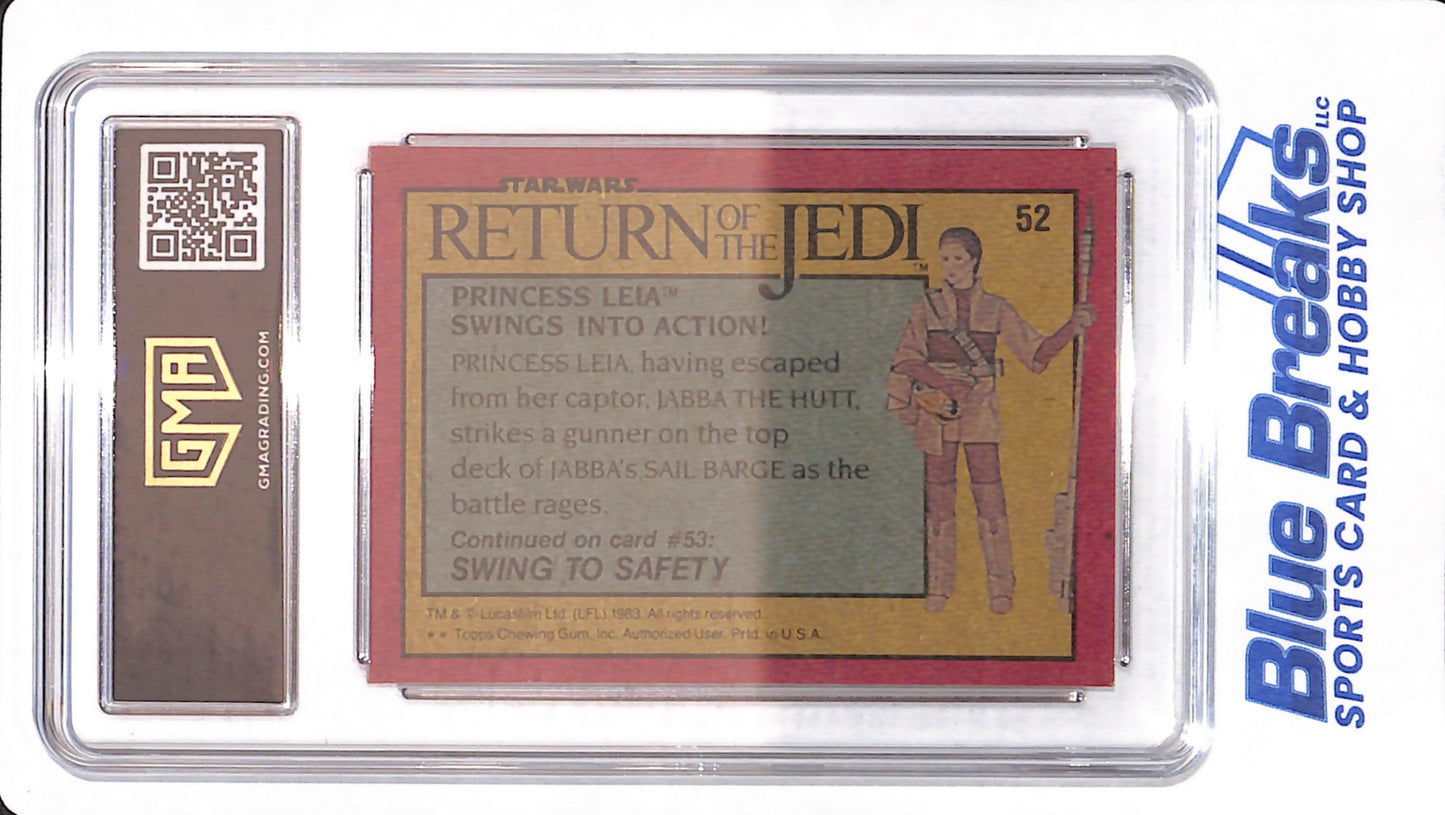 GMA
GMAGRADING.COM
STAR WARS
RETURN OF THE JEDI™
52
PRINCESS LEIA™
SWINGS INTO ACTION!
PRINCESS LEIA, having escaped
from her captor, JABBA THE HUTT,
strikes a gunner on the top
deck of JABBA's SAIL BARGE as the
battle rages.
Continued on card #53:
SWING TO SAFETY
TM & © Lucasfilm Ltd. (LFL) 1983. All rights reserved.
** Topps Chewing Gum, Inc. Authorized User. Prtd. in U.S.A.
Blue Breaks LLC
SPORTS CARD & HOBBY SHOP